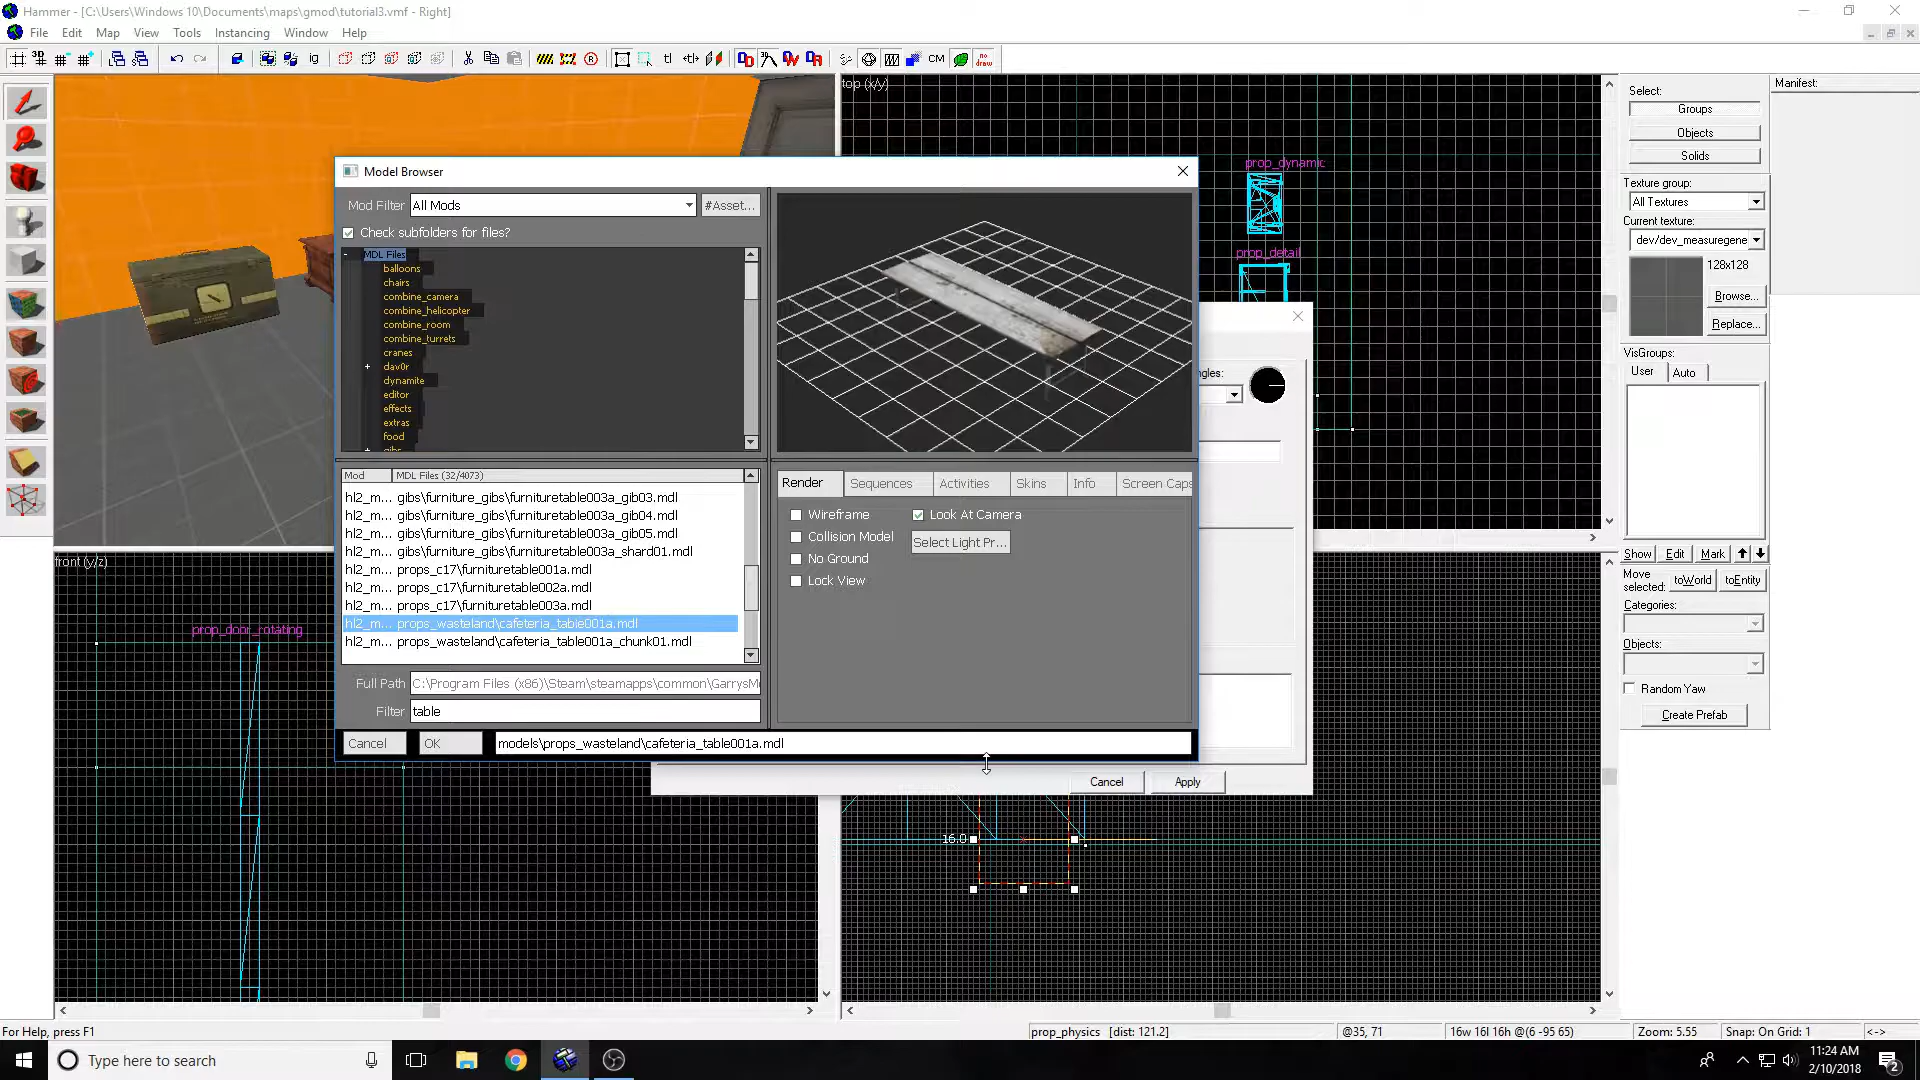 Hammer - [C:\Users\Windows 10\Documents\maps\gmod\tutorial3.vmf - Right]
File Edit Map View Tools Instancing Window Help
3D
ig
tl
CM
no draw
top (x/y)
prop_dynamic
prop_detail
Model Browser
Mod Filter All Mods #Asset...
Check subfolders for files?
MDL Files
balloons
chairs
combine_camera
combine_helicopter
combine_room
combine_turrets
cranes
dav0r
dynamite
editor
effects
extras
food
gibs
Mod MDL Files (32/4073)
hl2_m... gibs\furniture_gibs\furnituretable003a_gib03.mdl
hl2_m... gibs\furniture_gibs\furnituretable003a_gib04.mdl
hl2_m... gibs\furniture_gibs\furnituretable003a_gib05.mdl
hl2_m... gibs\furniture_gibs\furnituretable003a_shard01.mdl
hl2_m... props_c17\furnituretable001a.mdl
hl2_m... props_c17\furnituretable002a.mdl
hl2_m... props_c17\furnituretable003a.mdl
hl2_m... props_wasteland\cafeteria_table001a.mdl
hl2_m... props_wasteland\cafeteria_table001a_chunk01.mdl
Full Path C:\Program Files (x86)\Steam\steamapps\common\GarrysM
Filter table
Cancel OK models\props_wasteland\cafeteria_table001a.mdl
Render Sequences Activities Skins Info Screen Caps
Wireframe Look At Camera
Collision Model Select Light Pr...
No Ground
Lock View
gles:
Cancel Apply
front (y/z)
prop_door_rotating
16.0
Select:
Groups
Objects
Solids
Texture group:
All Textures
Current texture:
dev/dev_measuregene
128x128
Browse...
Replace...
VisGroups:
User Auto
Show Edit Mark
Move selected: toWorld toEntity
Categories:
Objects:
Random Yaw
Create Prefab
Manifest:
For Help, press F1 prop_physics [dist: 121.2] @35, 71 16w 16l 16h @(6 -95 65) Zoom: 5.55 Snap: On Grid: 1 <->
Type here to search
11:24 AM
2/10/2018
2